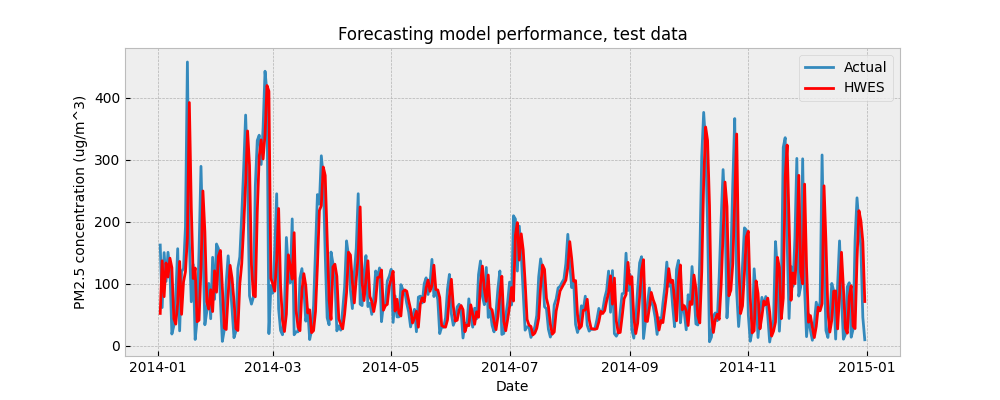 Forecasting model performance, test data
Actual
HWES
PM2.5 concentration (ug/m^3)
400
300
200
100
0
2014-01
2014-03
2014-05
2014-07
2014-09
2014-11
2015-01
Date